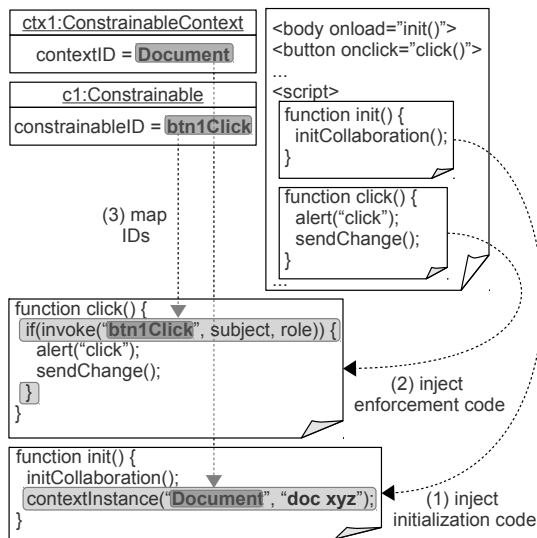 ctx1:ConstrainableContext
contextID = Document
c1:Constrainable
constrainableID = btn1Click
<body onload=”init()”>
<button onclick=”click()”>
...
<script>
function init() {
initCollaboration();
}
function click() {
alert(“click”);
sendChange();
}
...
(3) map
IDs
function click() {
if(invoke(“btn1Click”, subject, role)) {
alert(“click”);
sendChange();
}
}
(2) inject
enforcement code
function init() {
initCollaboration();
contextInstance(“Document”, “doc xyz”);
}
(1) inject
initialization code